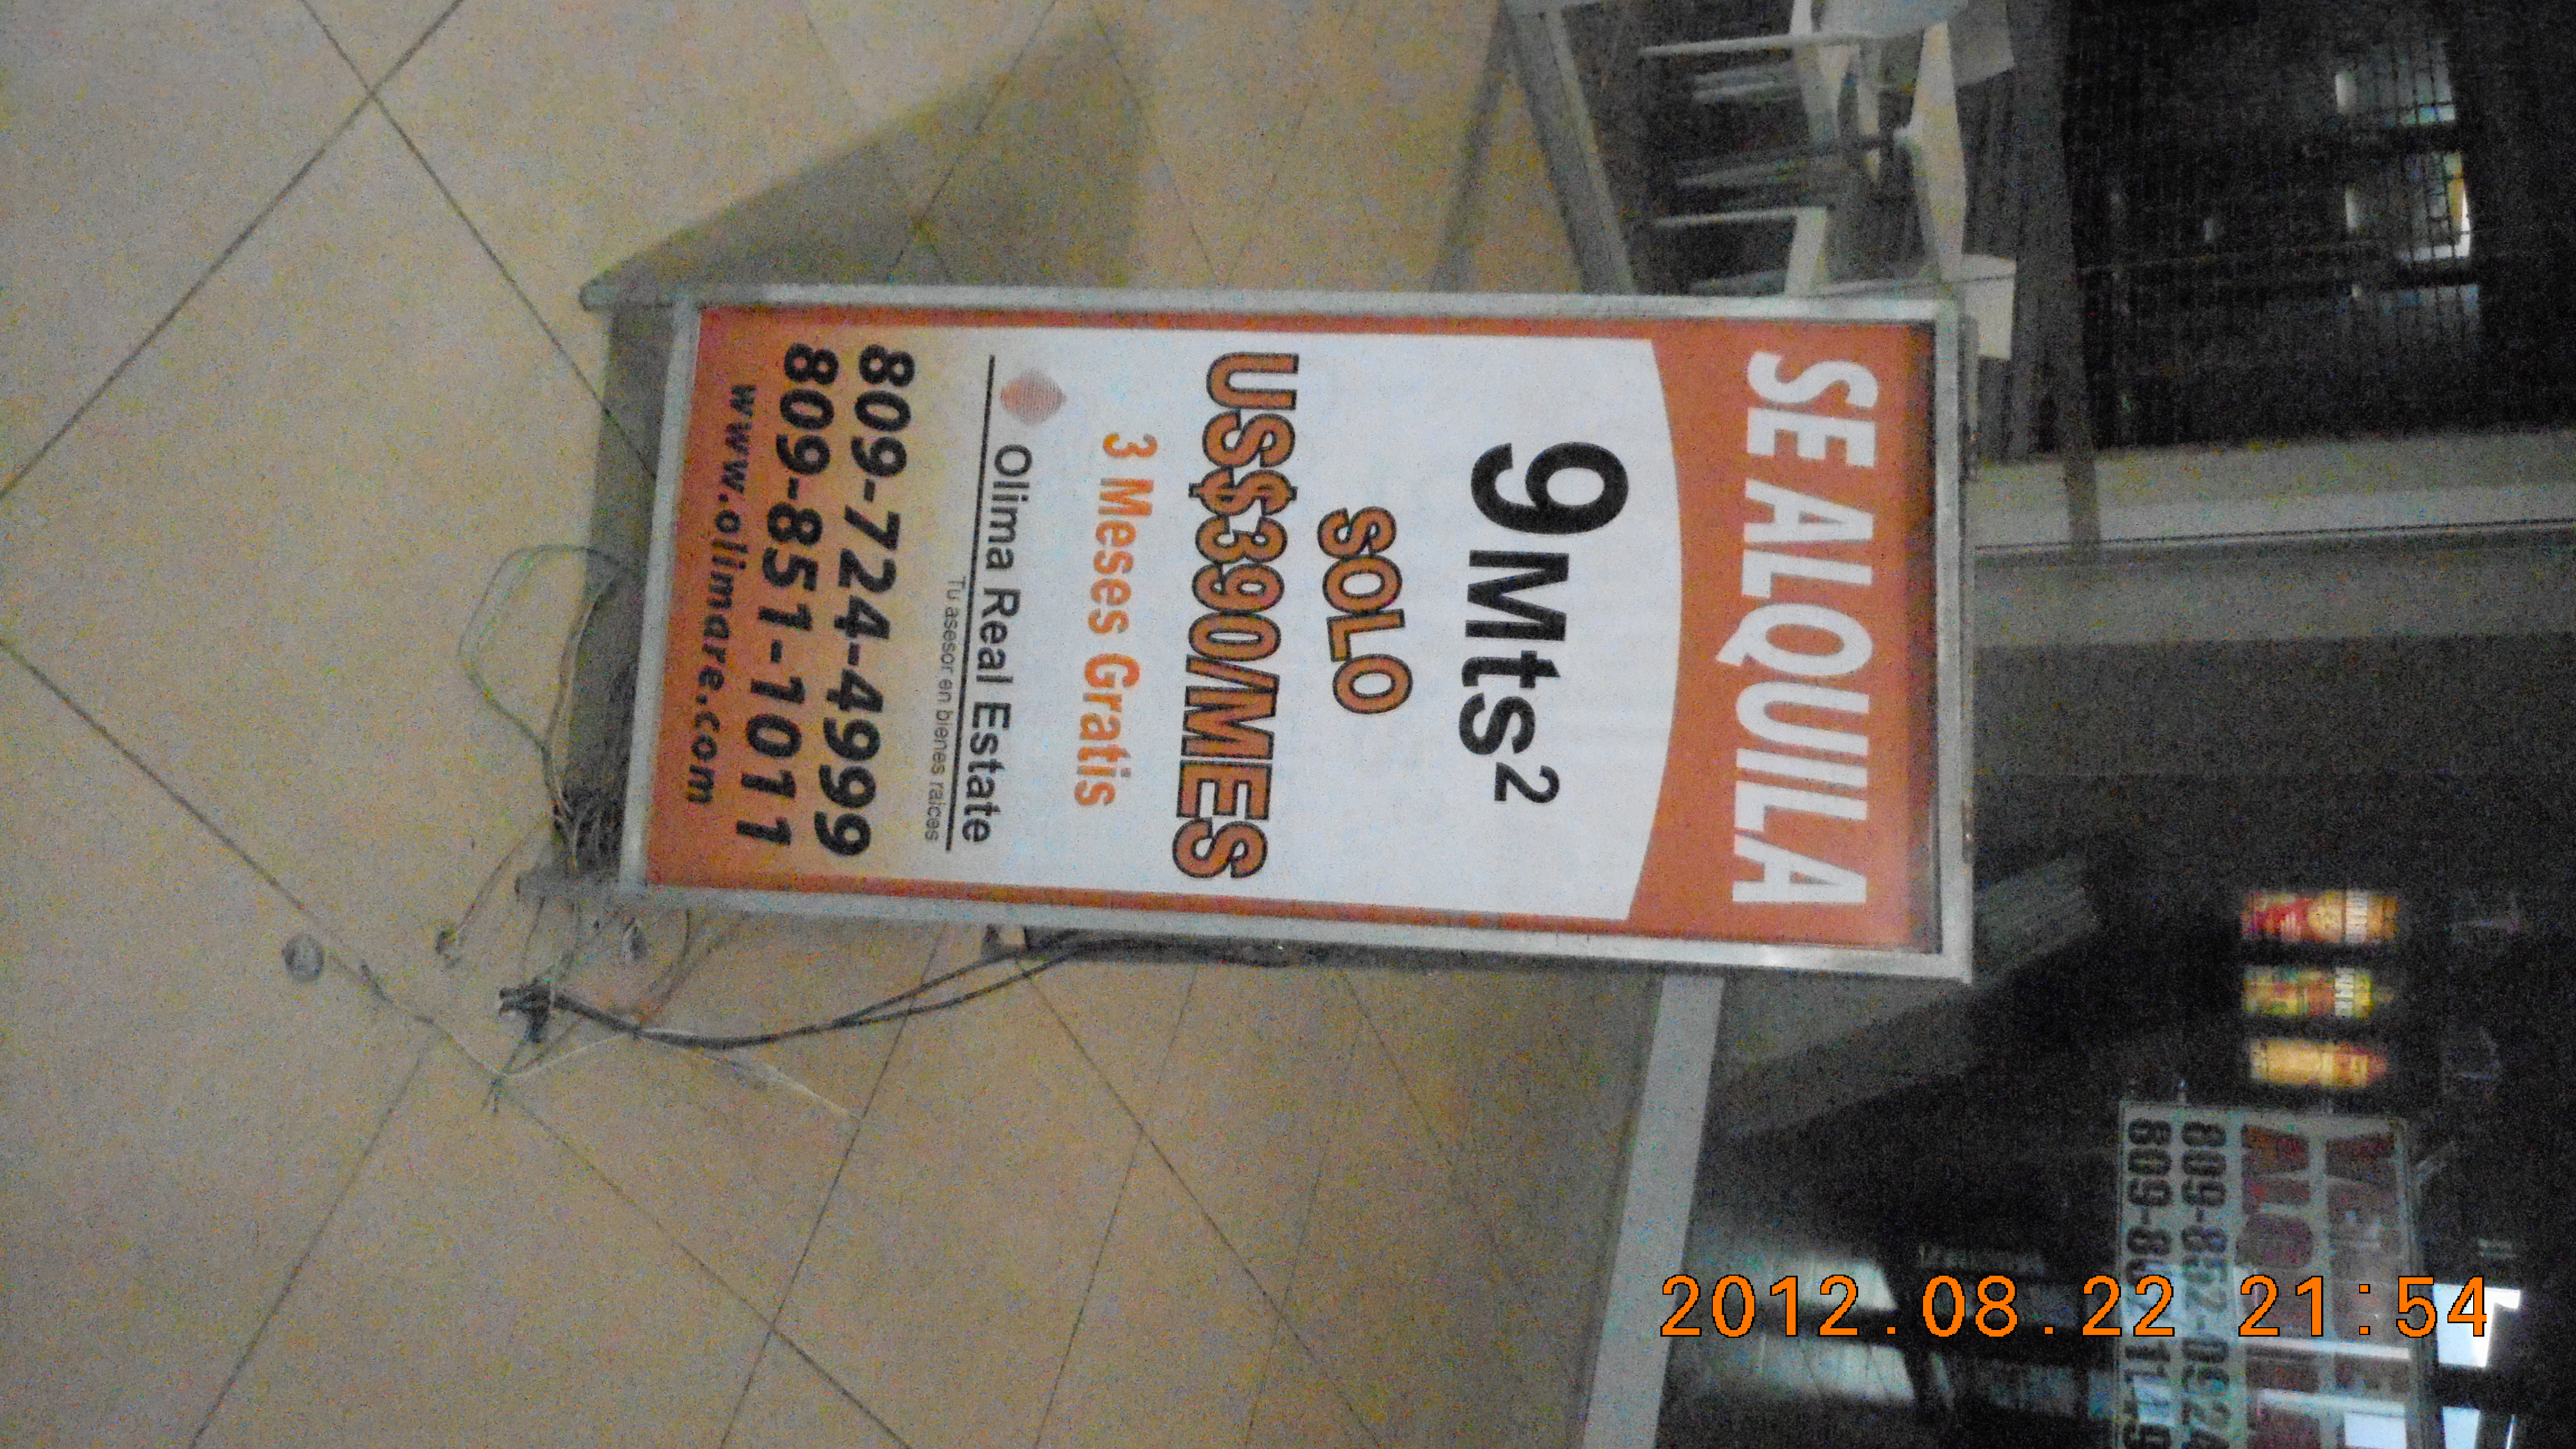 SE ALQUILA
9 Mts²
SOLO
US$390/MES
3 Meses Gratis
Olima Real Estate
Tu asesor en bienes raices
809-724-4999
809-851-1011
www.olimare.com
2012.08.22 21:54